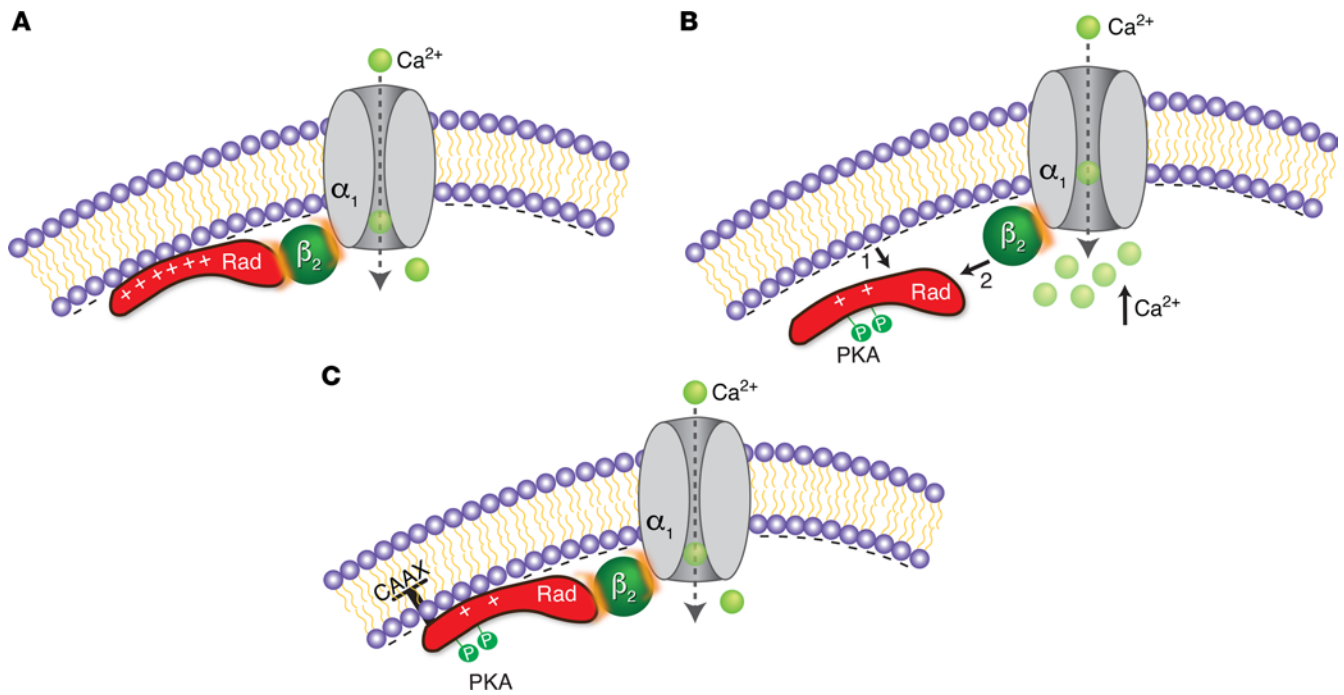 A
Ca²⁺
α₁
β₂
Rad
++++++
B
Ca²⁺
α₁
β₂
1
2
Rad
++
P P
PKA
Ca²⁺
C
Ca²⁺
α₁
CAAX
β₂
Rad
++
P P
PKA